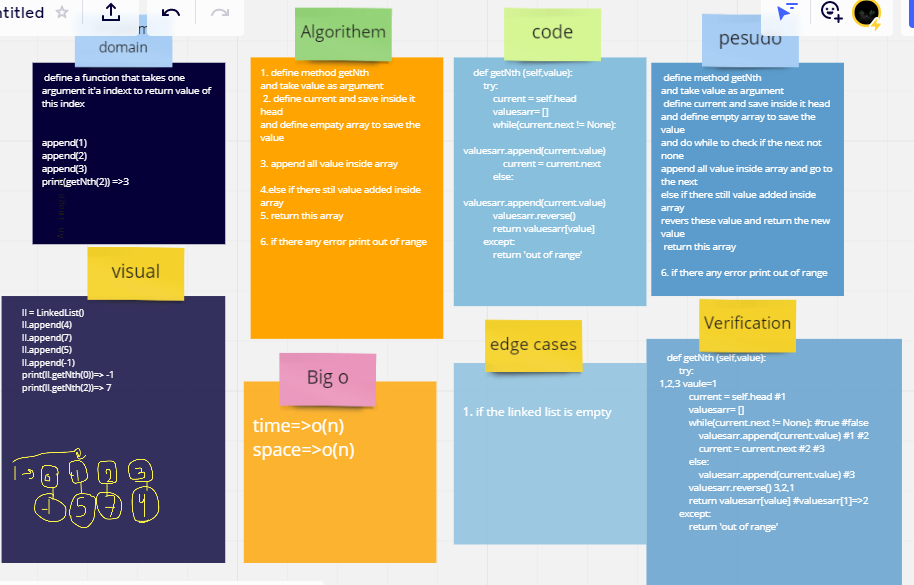 ntitled
domain
define a function that takes one
argument it'a indext to return value of
this index
append(1)
append(2)
append(3)
print(getNth(2)) =>3
Algorithem
1. define method getNth
and take value as argument
2. define current and save inside it
head
and define empaty array to save the
value
3. append all value inside array
4.else if there stil value added inside
array
5. return this array
6. if there any error print out of range
code
def getNth (self,value):
try:
current = self.head
valuesarr= []
while(current.next != None):
valuesarr.append(current.value)
current = current.next
else:
valuesarr.append(current.value)
valuesarr.reverse()
return valuesarr[value]
except:
return 'out of range'
pesudo
define method getNth
and take value as argument
define current and save inside it head
and define empty array to save the
value
and do while to check if the next not
none
append all value inside array and go to
the next
else if there still value added inside
array
revers these value and return the new
value
return this array
6. if there any error print out of range
visual
ll = LinkedList()
ll.append(4)
ll.append(7)
ll.append(5)
ll.append(-1)
print(ll.getNth(0))=> -1
print(ll.getNth(2))=> 7
1→ 0 1 2 3
-1 5 7 4
Big o
time=>o(n)
space=>o(n)
edge cases
1. if the linked list is empty
Verification
def getNth (self,value):
try:
1,2,3 vaule=1
current = self.head #1
valuesarr= []
while(current.next != None): #true #false
valuesarr.append(current.value) #1 #2
current = current.next #2 #3
else:
valuesarr.append(current.value) #3
valuesarr.reverse() 3,2,1
return valuesarr[value] #valuesarr[1]=>2
except:
return 'out of range'